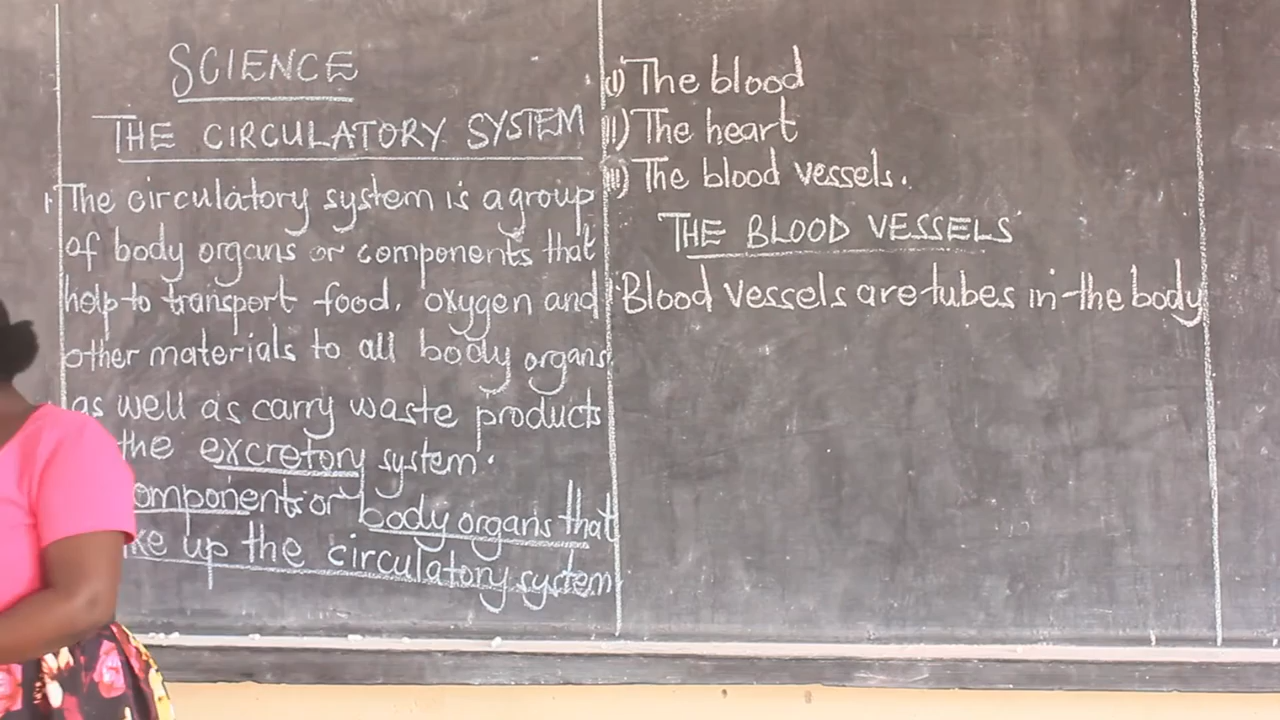 SCIENCE
THE CIRCULATORY SYSTEM
The circulatory system is a group
of body organs or components that
help to transport food, oxygen and
other materials to all body organs
as well as carry waste products
the excretory system.
omponents or body organs that
ke up the circulatory system
(i) The blood
ii) The heart
iii) The blood vessels.
THE BLOOD VESSELS
Blood vessels are tubes in the body